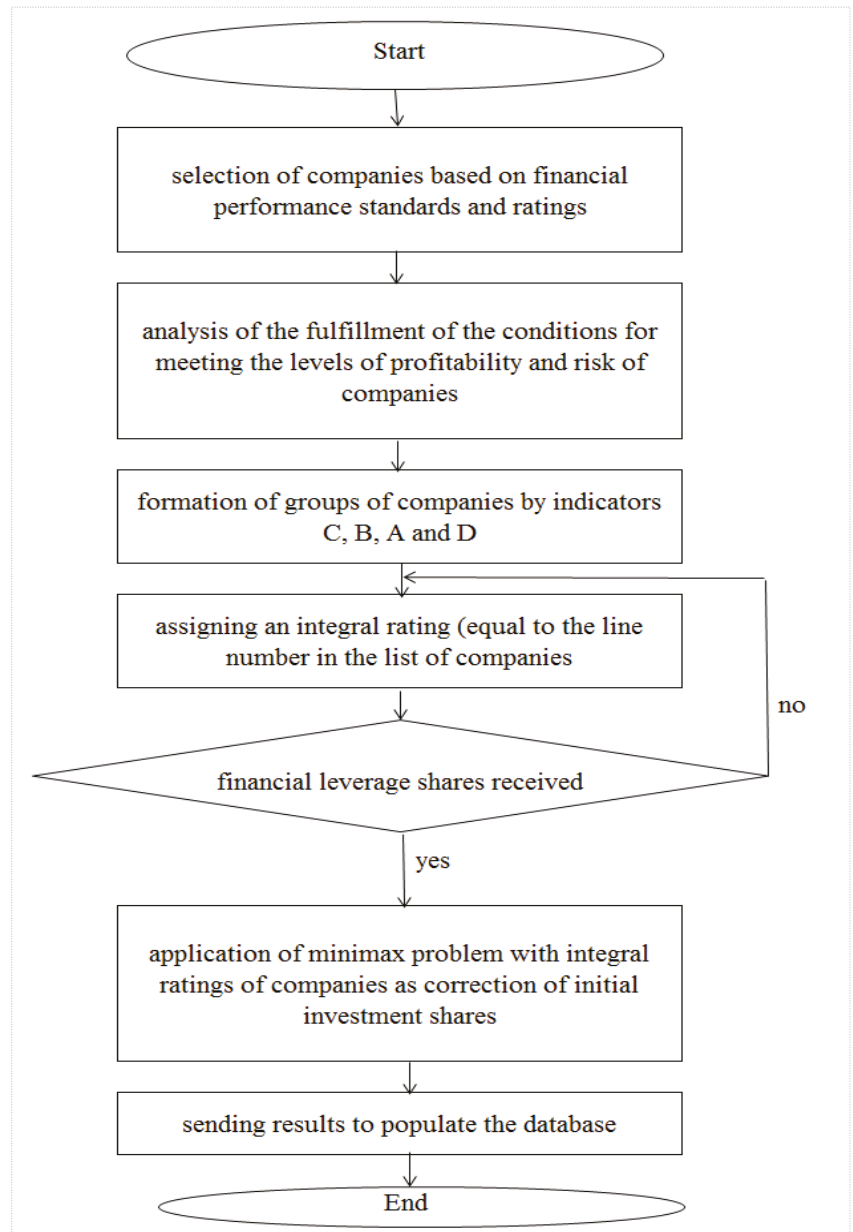 Start
selection of companies based on financial
performance standards and ratings
analysis of the fulfillment of the conditions for
meeting the levels of profitability and risk of
companies
formation of groups of companies by indicators
C, B, A and D
assigning an integral rating (equal to the line
number in the list of companies
no
financial leverage shares received
yes
application of minimax problem with integral
ratings of companies as correction of initial
investment shares
sending results to populate the database
End